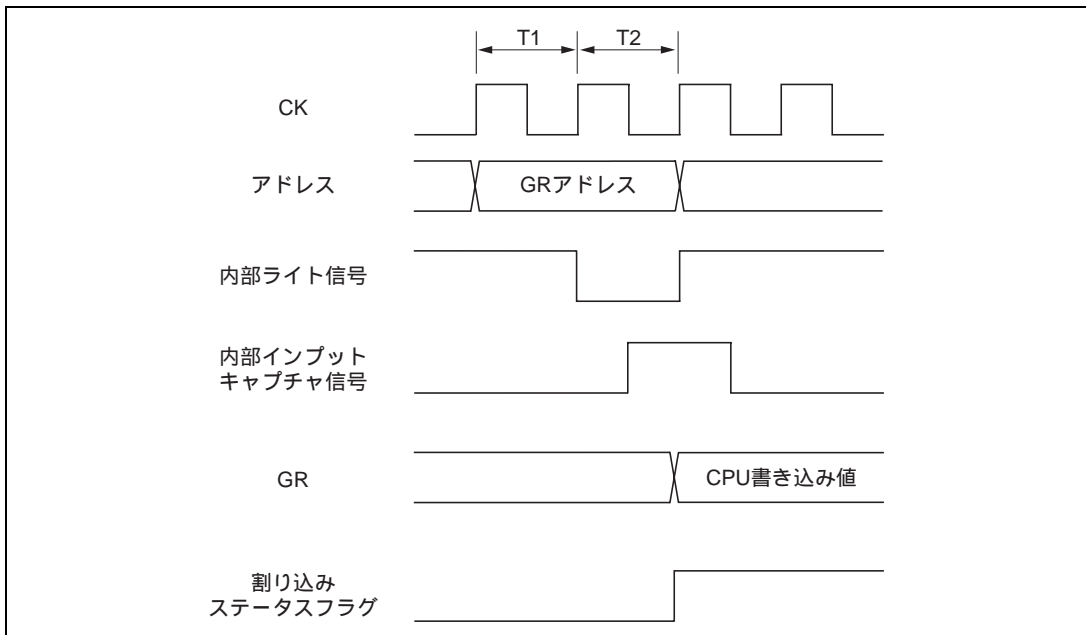 T1 T2
CK
アドレス GRアドレス
内部ライト信号
内部インプット
キャプチャ信号
GR CPU書き込み値
割り込み
ステータスフラグ